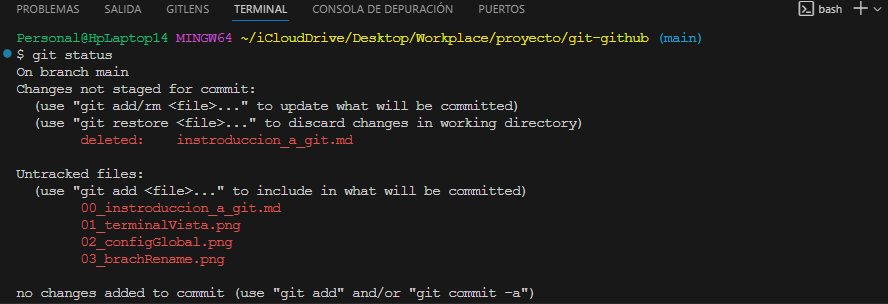 PROBLEMAS SALIDA GITLENS TERMINAL CONSOLA DE DEPURACIÓN PUERTOS bash
Personal@HpLaptop14 MINGW64 ~/iCloudDrive/Desktop/Workplace/proyecto/git-github (main)
$ git status
On branch main
Changes not staged for commit:
  (use "git add/rm <file>..." to update what will be committed)
  (use "git restore <file>..." to discard changes in working directory)
        deleted:    instroduccion_a_git.md
Untracked files:
  (use "git add <file>..." to include in what will be committed)
        00_instroduccion_a_git.md
        01_terminalVista.png
        02_configGlobal.png
        03_brachRename.png
no changes added to commit (use "git add" and/or "git commit -a")